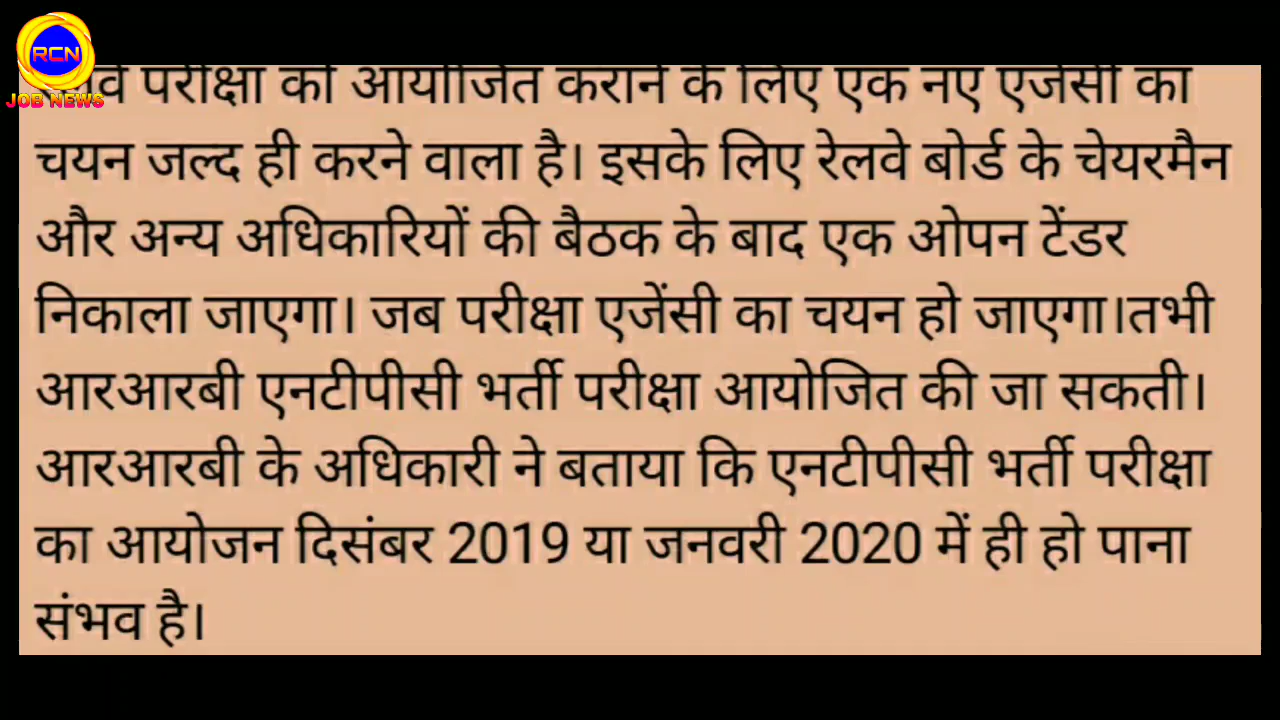 RCN
JOB NEWS
परीक्षा को आयोजित कराने के लिए एक नए एजेंसी का
चयन जल्द ही करने वाला है। इसके लिए रेलवे बोर्ड के चेयरमैन
और अन्य अधिकारियों की बैठक के बाद एक ओपन टेंडर
निकाला जाएगा। जब परीक्षा एजेंसी का चयन हो जाएगा।तभी
आरआरबी एनटीपीसी भर्ती परीक्षा आयोजित की जा सकती।
आरआरबी के अधिकारी ने बताया कि एनटीपीसी भर्ती परीक्षा
का आयोजन दिसंबर 2019 या जनवरी 2020 में ही हो पाना
संभव है।